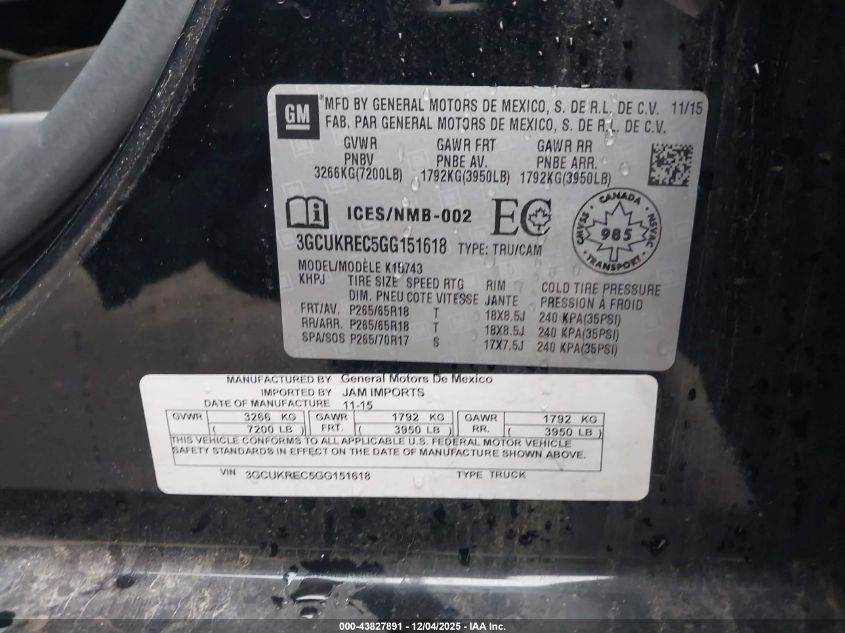 GM
MFD BY GENERAL MOTORS DE MEXICO, S. DE R.L. DE C.V. 11/15
FAB. PAR GENERAL MOTORS DE MEXICO, S. DE R.L. DE C.V.
GVWR GAWR FRT GAWR RR
PNBV PNBE AV. PNBE ARR.
3266KG(7200LB) 1792KG(3950LB) 1792KG(3950LB)
ICES/NMB-002 EC
CANADA
CMVSS 985 NSVAC
TRANSPORT
3GCUKREC5GG151618 TYPE: TRU/CAM
MODEL/MODÈLE K15743
KHPJ TIRE SIZE SPEED RTG RIM COLD TIRE PRESSURE
DIM. PNEU COTE VITESSE JANTE PRESSION À FROID
FRT/AV. P265/65R18 T 18X8.5J 240 KPA(35PSI)
RR/ARR. P265/65R18 T 18X8.5J 240 KPA(35PSI)
SPA/SOS P265/70R17 S 17X7.5J 240 KPA(35PSI)
MANUFACTURED BY General Motors De Mexico
IMPORTED BY JAM IMPORTS
DATE OF MANUFACTURE 11-15
GVWR 3266 KG GAWR 1792 KG GAWR 1792 KG
( 7200 LB ) FRT. ( 3950 LB ) RR. ( 3950 LB )
THIS VEHICLE CONFORMS TO ALL APPLICABLE U.S. FEDERAL MOTOR VEHICLE
SAFETY STANDARDS IN EFFECT ON THE DATE OF MANUFACTURE SHOWN ABOVE.
VIN 3GCUKREC5GG151618 TYPE TRUCK
000-43827891 - 12/04/2025 - IAA Inc.